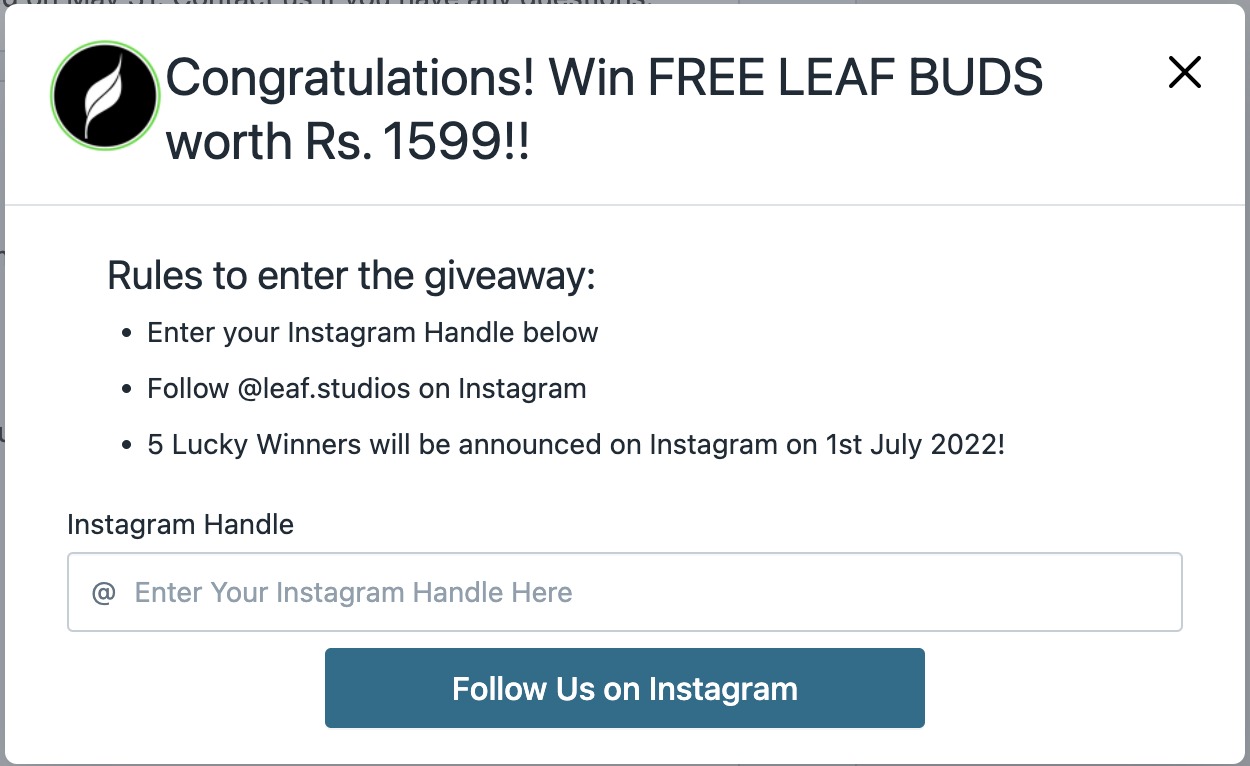 on May 31. Contact us if you have any questions.
Congratulations! Win FREE LEAF BUDS
worth Rs. 1599!!
Rules to enter the giveaway:
• Enter your Instagram Handle below
• Follow @leaf.studios on Instagram
• 5 Lucky Winners will be announced on Instagram on 1st July 2022!
Instagram Handle
@ Enter Your Instagram Handle Here
Follow Us on Instagram